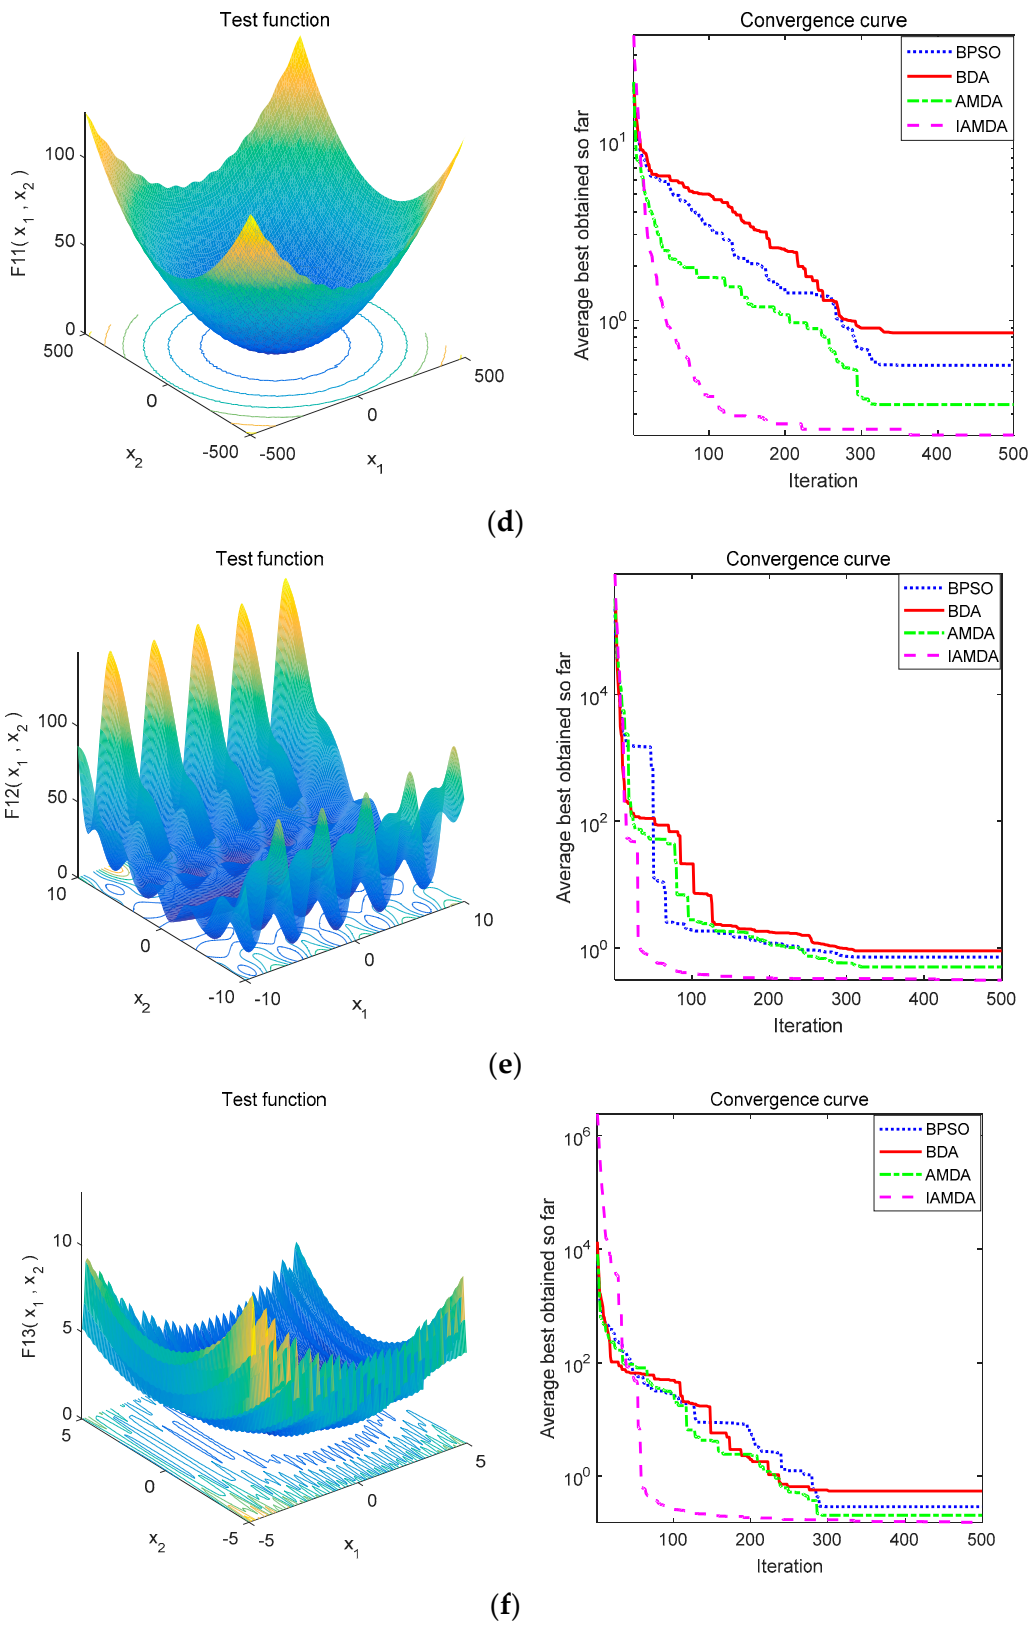 Test function
Convergence curve
F11( x1 , x2 )
100
50
0
500
0
-500
-500
0
500
x2
x1
Average best obtained so far
10^1
10^0
BPSO
BDA
AMDA
IAMDA
100 200 300 400 500
Iteration
(d)
Test function
Convergence curve
F12( x1 , x2 )
100
50
0
10
0
-10
-10
0
10
x2
x1
Average best obtained so far
10^4
10^2
10^0
BPSO
BDA
AMDA
IAMDA
100 200 300 400 500
Iteration
(e)
Test function
Convergence curve
F13( x1 , x2 )
10
5
0
5
0
-5
-5
0
5
x2
x1
Average best obtained so far
10^6
10^4
10^2
10^0
BPSO
BDA
AMDA
IAMDA
100 200 300 400 500
Iteration
(f)